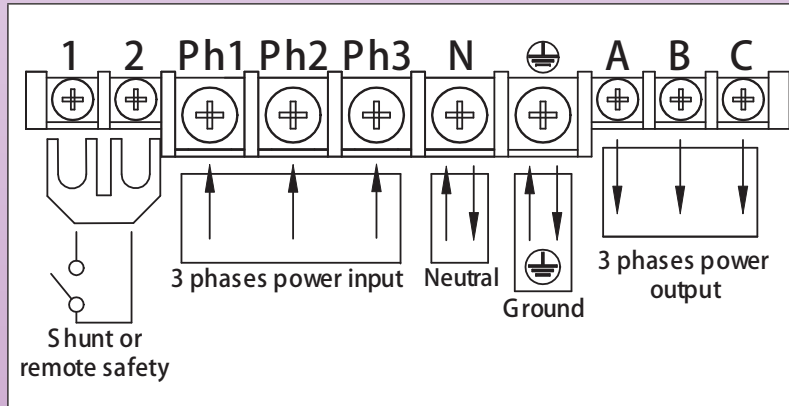 1 2 Ph1 Ph2 Ph3 N A B C
3 phases power input
Neutral
Ground
3 phases power
output
Shunt or
remote safety